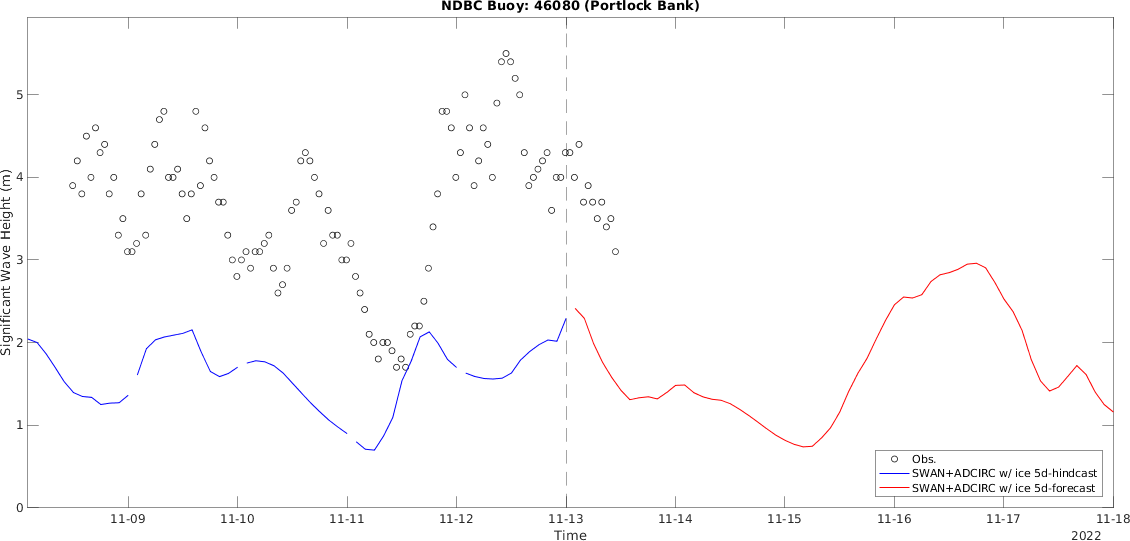 NDBC Buoy: 46080 (Portlock Bank)
Significant Wave Height (m)
5
4
3
2
1
0
Obs.
SWAN+ADCIRC w/ ice 5d-hindcast
SWAN+ADCIRC w/ ice 5d-forecast
11-09 11-10 11-11 11-12 11-13 11-14 11-15 11-16 11-17 11-18
Time
2022